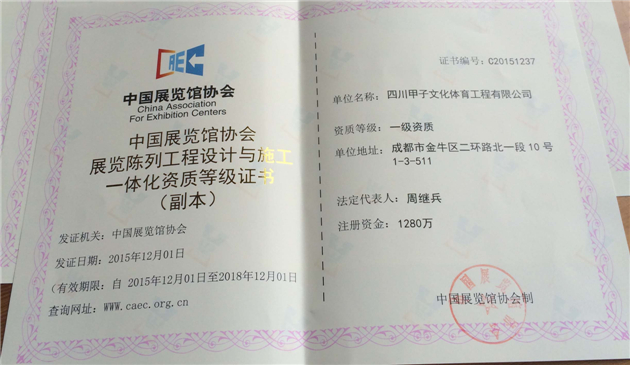 CAEC
中国展览馆协会
China Association
For Exhibition Centers
中国展览馆协会
展览陈列工程设计与施工
一体化资质等级证书
（副本）
发证机关：中国展览馆协会
发证日期：2015年12月01日
(有效期限：自 2015年12月01日至2018年12月01日
查询网址：WWW.caec.org.cn
证书编号：C20151237
单位名称：四川甲子文化体育工程有限公司
资质等级：一级资质
单位地址：成都市金牛区二环路北一段10号
1-3-511
法定代表人：周继兵
注册资金：1280万
中国展览馆协会制